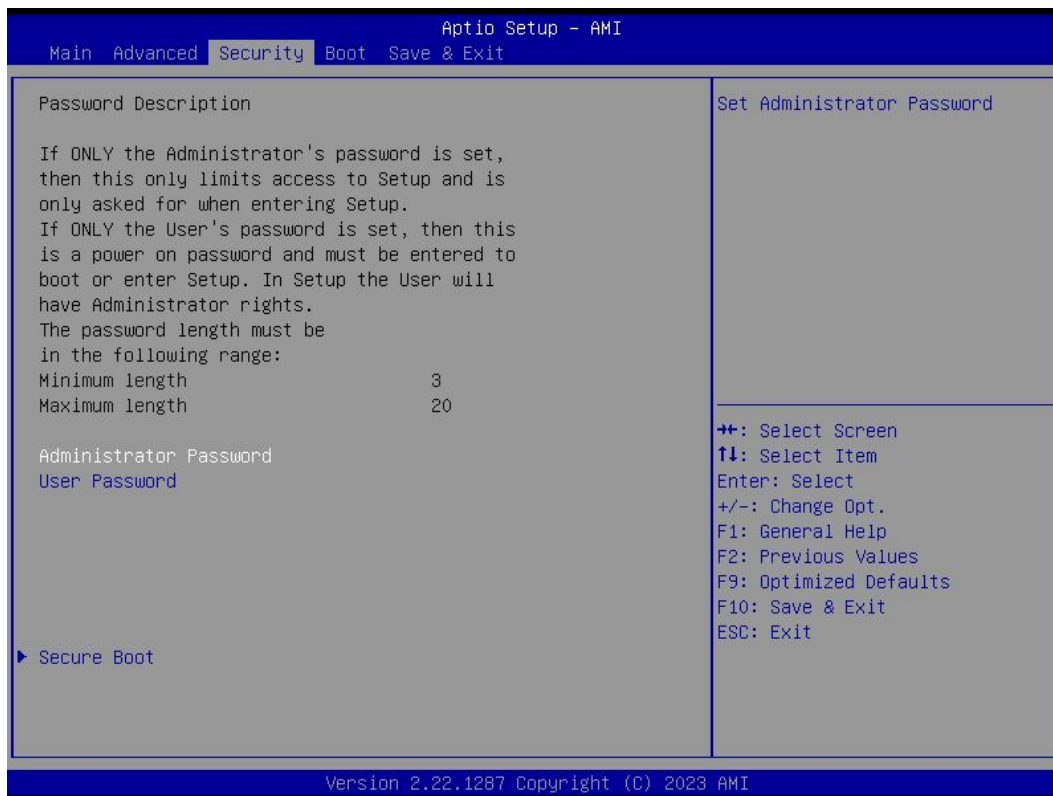 Aptio Setup - AMI
Main Advanced Security Boot Save & Exit
Password Description
If ONLY the Administrator's password is set,
then this only limits access to Setup and is
only asked for when entering Setup.
If ONLY the User's password is set, then this
is a power on password and must be entered to
boot or enter Setup. In Setup the User will
have Administrator rights.
The password length must be
in the following range:
Minimum length 3
Maximum length 20
Administrator Password
User Password
Secure Boot
Set Administrator Password
→←: Select Screen
↑↓: Select Item
Enter: Select
+/-: Change Opt.
F1: General Help
F2: Previous Values
F9: Optimized Defaults
F10: Save & Exit
ESC: Exit
Version 2.22.1287 Copyright (C) 2023 AMI